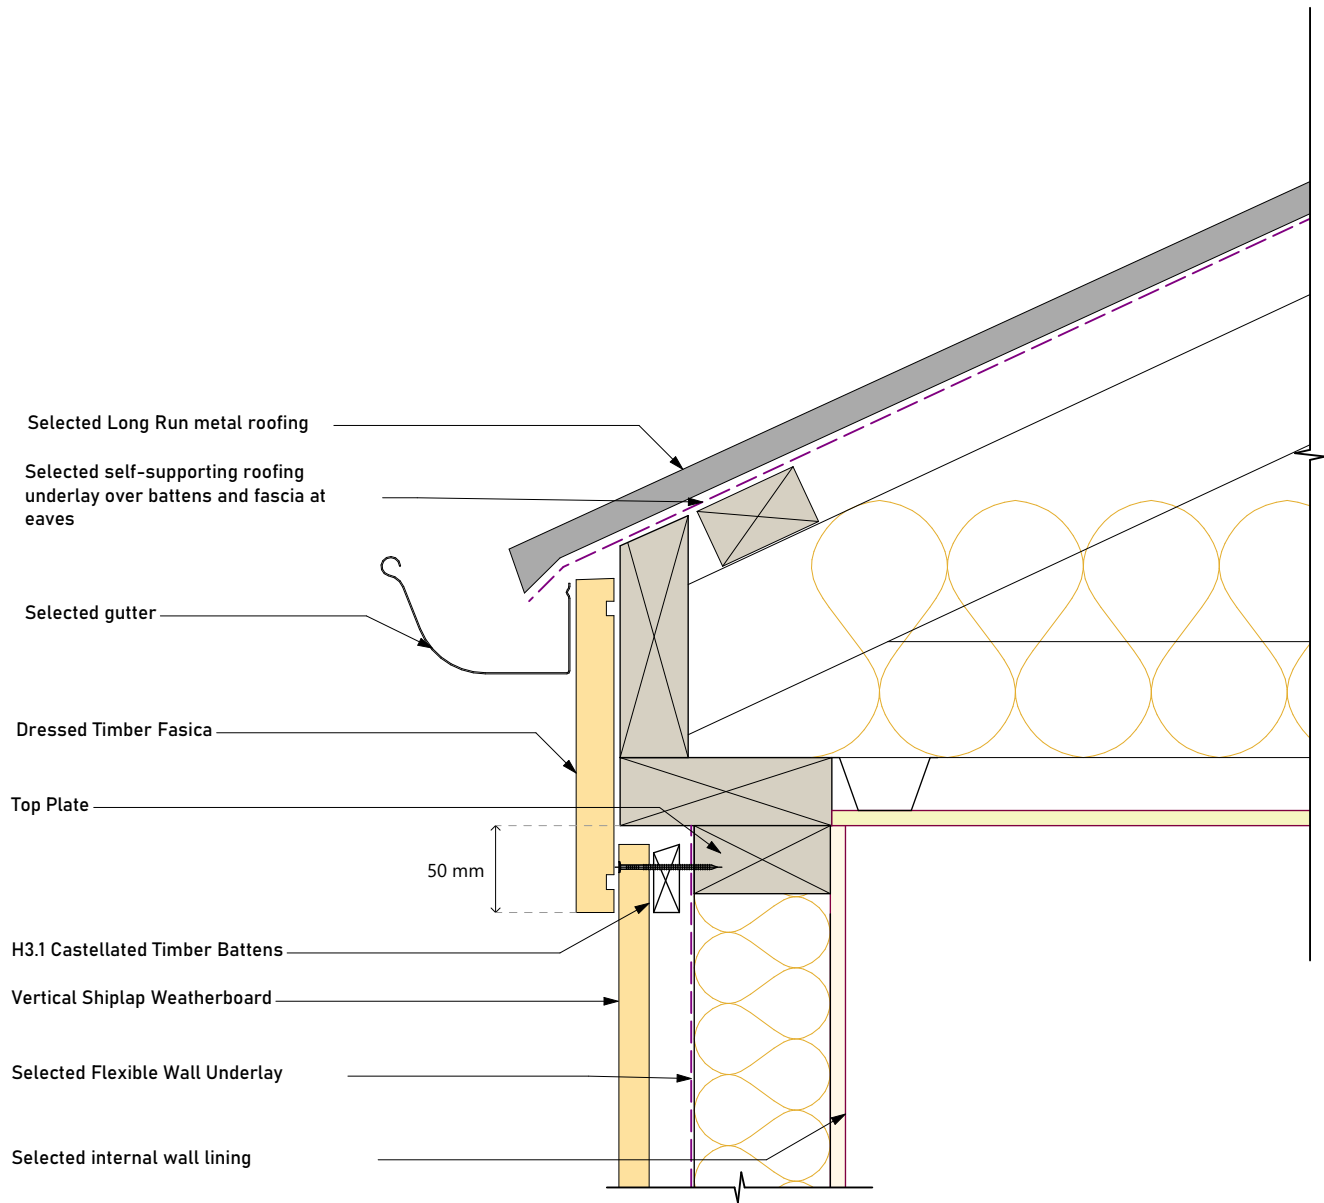 Selected Long Run metal roofing
Selected self-supporting roofing
underlay over battens and fascia at
eaves
Selected gutter
Dressed Timber Fasica
Top Plate
50 mm
H3.1 Castellated Timber Battens
Vertical Shiplap Weatherboard
Selected Flexible Wall Underlay
Selected internal wall lining